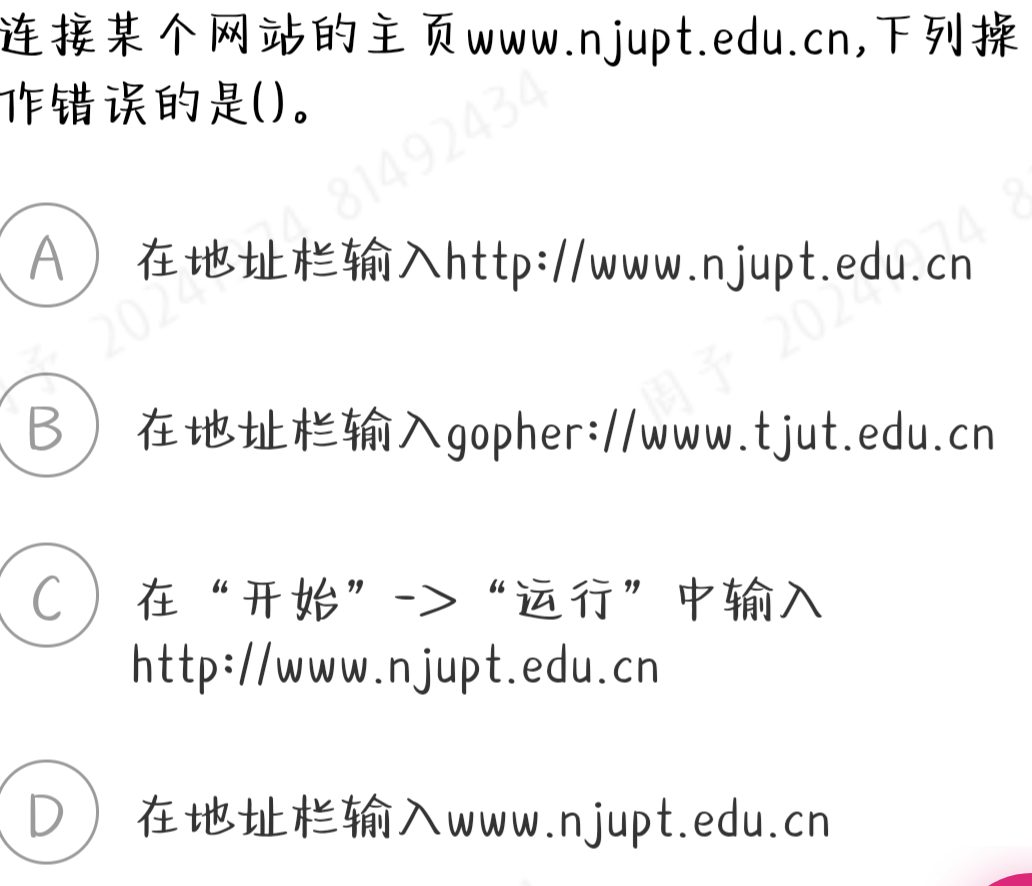 连接某个网站的主页www.njupt.edu.cn,下列操
作错误的是()。
A 在地址栏输入http://www.njupt.edu.cn
B 在地址栏输入gopher://www.tjut.edu.cn
C 在“开始”->“运行”中输入
http://www.njupt.edu.cn
D 在地址栏输入www.njupt.edu.cn